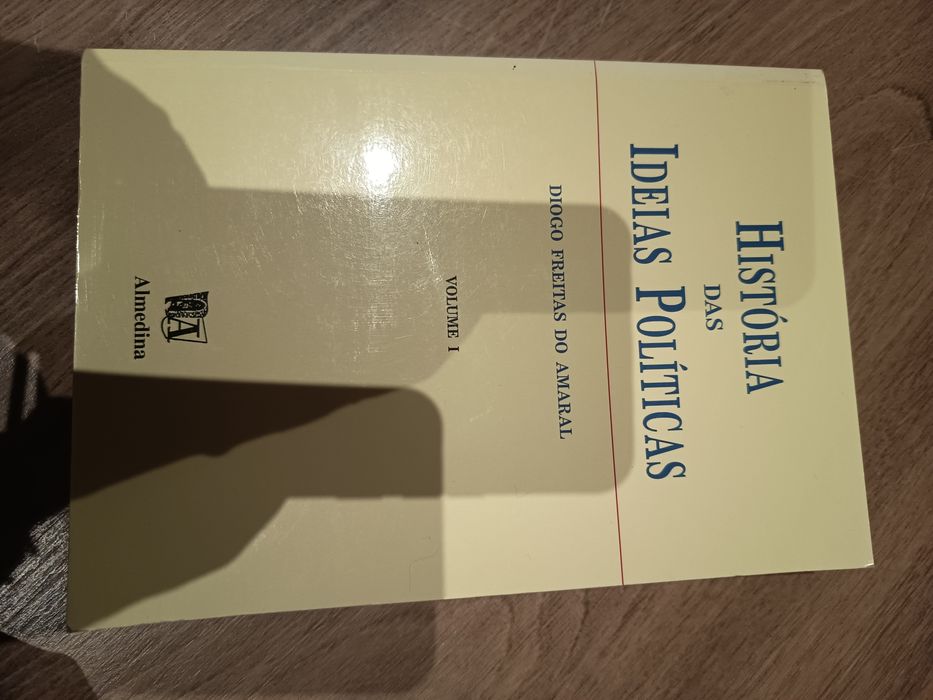 HISTÓRIA
DAS
IDEIAS POLÍTICAS
DIOGO FREITAS DO AMARAL
VOLUME I
A
Almedina